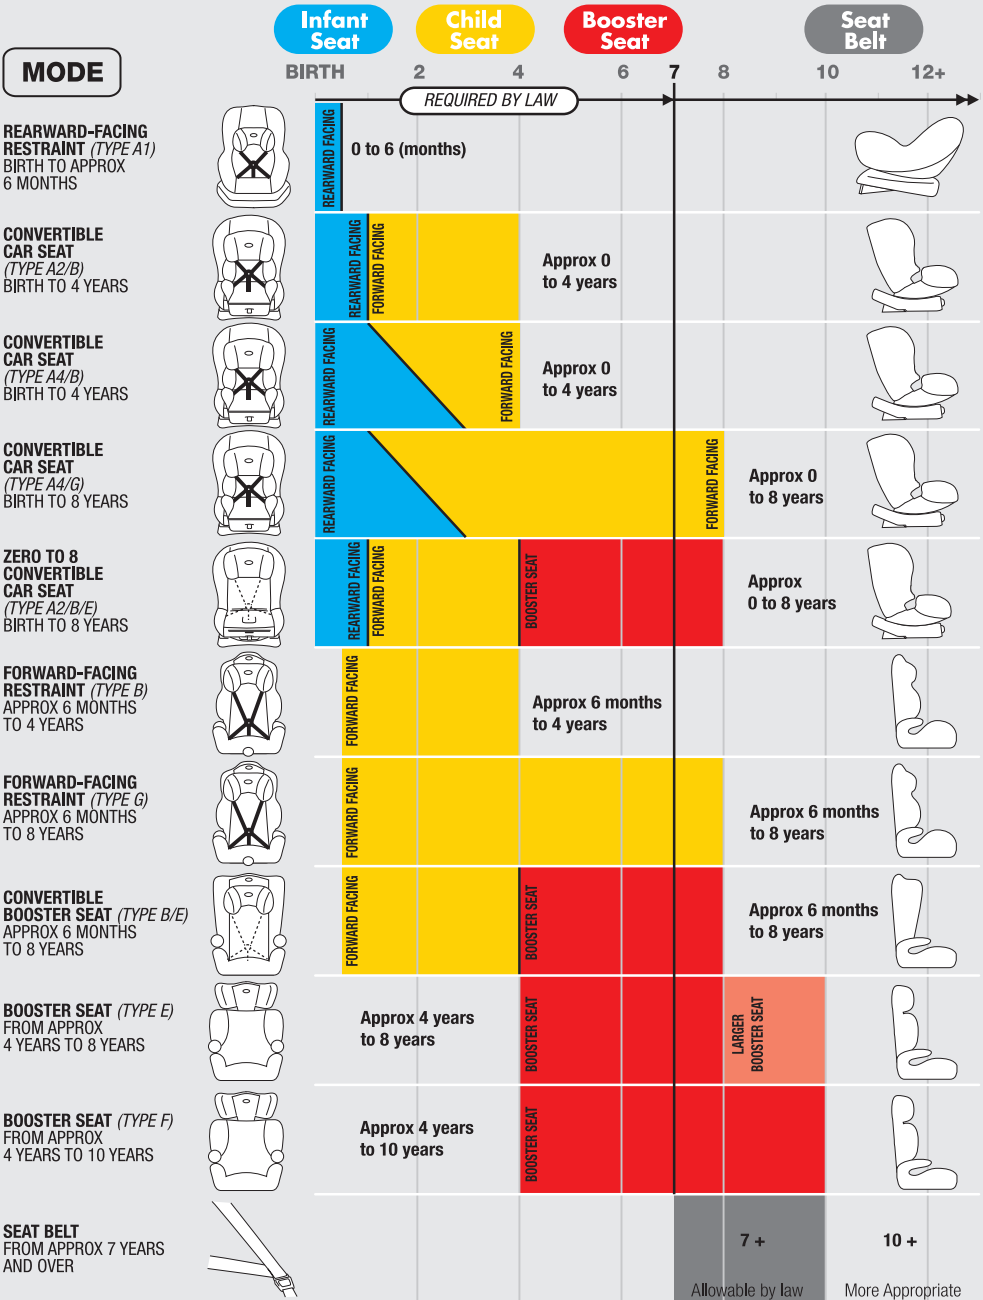 Infant
Seat
Child
Seat
Booster
Seat
Seat
Belt
MODE
BIRTH 2 4 6 7 8 10 12+
REQUIRED BY LAW
REARWARD-FACING
RESTRAINT (TYPE A1)
BIRTH TO APPROX
6 MONTHS
REARWARD FACING
0 to 6 (months)
CONVERTIBLE
CAR SEAT
(TYPE A2/B)
BIRTH TO 4 YEARS
REARWARD FACING
FORWARD FACING
Approx 0
to 4 years
CONVERTIBLE
CAR SEAT
(TYPE A4/B)
BIRTH TO 4 YEARS
REARWARD FACING
FORWARD FACING
Approx 0
to 4 years
CONVERTIBLE
CAR SEAT
(TYPE A4/G)
BIRTH TO 8 YEARS
REARWARD FACING
FORWARD FACING
Approx 0
to 8 years
ZERO TO 8
CONVERTIBLE
CAR SEAT
(TYPE A2/B/E)
BIRTH TO 8 YEARS
REARWARD FACING
FORWARD FACING
BOOSTER SEAT
Approx
0 to 8 years
FORWARD-FACING
RESTRAINT (TYPE B)
APPROX 6 MONTHS
TO 4 YEARS
FORWARD FACING
Approx 6 months
to 4 years
FORWARD-FACING
RESTRAINT (TYPE G)
APPROX 6 MONTHS
TO 8 YEARS
FORWARD FACING
Approx 6 months
to 8 years
CONVERTIBLE
BOOSTER SEAT (TYPE B/E)
APPROX 6 MONTHS
TO 8 YEARS
FORWARD FACING
BOOSTER SEAT
Approx 6 months
to 8 years
BOOSTER SEAT (TYPE E)
FROM APPROX
4 YEARS TO 8 YEARS
Approx 4 years
to 8 years
BOOSTER SEAT
LARGER
BOOSTER SEAT
BOOSTER SEAT (TYPE F)
FROM APPROX
4 YEARS TO 10 YEARS
Approx 4 years
to 10 years
BOOSTER SEAT
SEAT BELT
FROM APPROX 7 YEARS
AND OVER
7 +
10 +
Allowable by law
More Appropriate